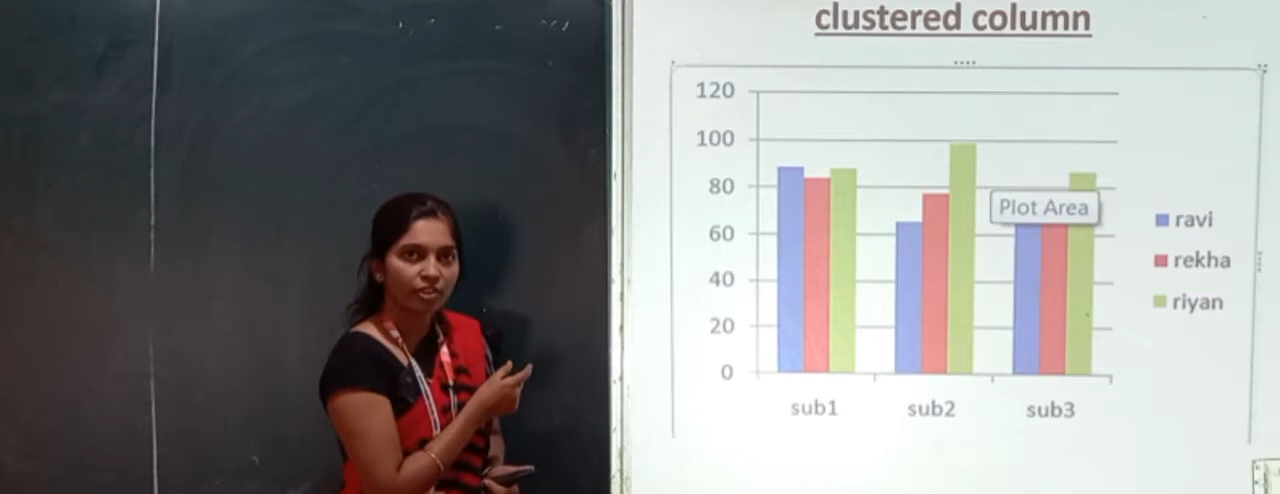 clustered column
120
100
80
60
40
20
0
Plot Area
sub1 sub2 sub3
ravi
rekha
riyan